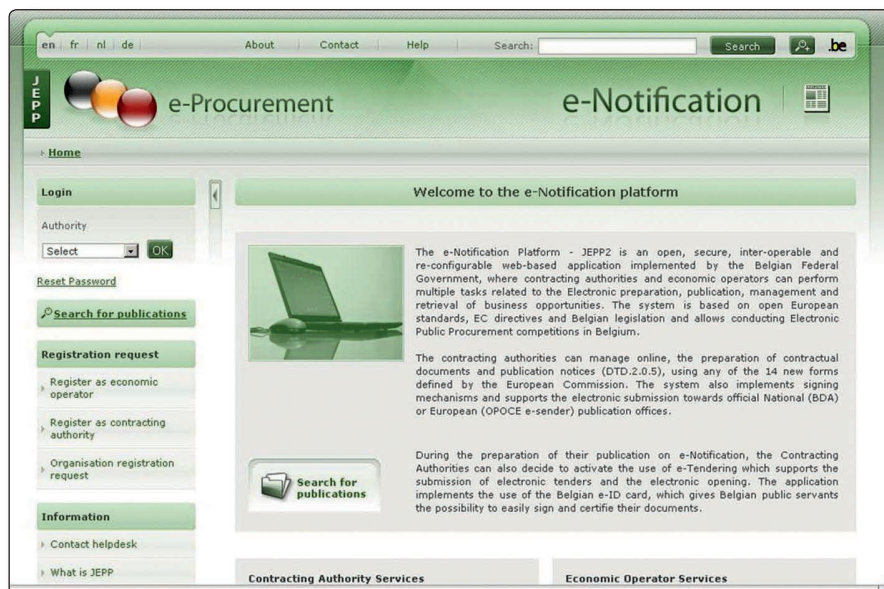 en fr nl de
About Contact Help Search: Search .be
JEPP
e-Procurement
e-Notification
Home
Login
Authority
Select OK
Reset Password
Search for publications
Registration request
Register as economic
operator
Register as contracting
authority
Organisation registration
request
Information
Contact helpdesk
What is JEPP
Welcome to the e-Notification platform
The e-Notification Platform - JEPP2 is an open, secure, inter-operable and
re-configurable web-based application implemented by the Belgian Federal
Government, where contracting authorities and economic operators can perform
multiple tasks related to the Electronic preparation, publication, management and
retrieval of business opportunities. The system is based on open European
standards, EC directives and Belgian legislation and allows conducting Electronic
Public Procurement competitions in Belgium.
The contracting authorities can manage online, the preparation of contractual
documents and publication notices (DTD.2.0.5), using any of the 14 new forms
defined by the European Commission. The system also implements signing
mechanisms and supports the electronic submission towards official National (BDA)
or European (OPOCE e-sender) publication offices.
Search for
publications
During the preparation of their publication on e-Notification, the Contracting
Authorities can also decide to activate the use of e-Tendering which supports the
submission of electronic tenders and the electronic opening. The application
implements the use of the Belgian e-ID card, which gives Belgian public servants
the possibility to easily sign and certifie their documents.
Contracting Authority Services
Economic Operator Services